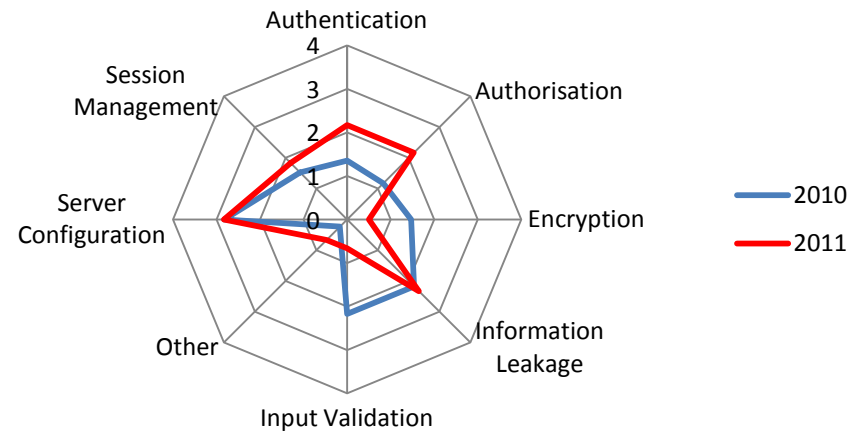 Authentication
4
3
2
1
0
Session
Management
Authorisation
Server
Configuration
Encryption
Other
Information
Leakage
Input Validation
2010
2011